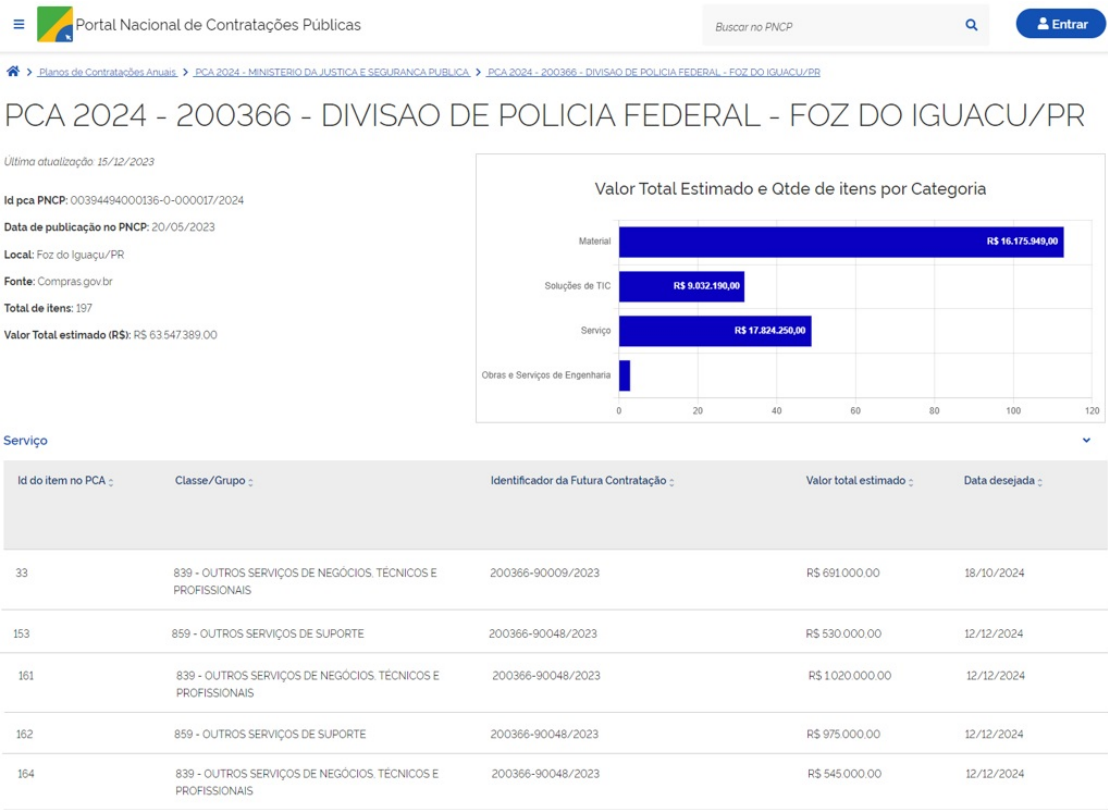 Portal Nacional de Contratações Públicas
Buscar no PNCP
Entrar
Planos de Contratações Anuais > PCA 2024 - MINISTERIO DA JUSTICA E SEGURANCA PUBLICA > PCA 2024 - 200366 - DIVISAO DE POLICIA FEDERAL - FOZ DO IGUACU/PR
PCA 2024 - 200366 - DIVISAO DE POLICIA FEDERAL - FOZ DO IGUACU/PR
Última atualização: 15/12/2023
Id pca PNCP: 00394494000136-0-000017/2024
Data de publicação no PNCP: 20/05/2023
Local: Foz do Iguaçu/PR
Fonte: Compras.gov.br
Total de itens: 197
Valor Total estimado (R$): R$ 63.547.389,00
Valor Total Estimado e Qtde de itens por Categoria
Material R$ 16.175.949,00
Soluções de TIC R$ 9.032.190,00
Serviço R$ 17.824.250,00
Obras e Serviços de Engenharia
0 20 40 60 80 100 120
Serviço
Id do item no PCA Classe/Grupo Identificador da Futura Contratação Valor total estimado Data desejada
33 839 - OUTROS SERVIÇOS DE NEGÓCIOS, TÉCNICOS E 200366-90009/2023 R$ 691.000,00 18/10/2024
PROFISSIONAIS
153 859 - OUTROS SERVIÇOS DE SUPORTE 200366-90048/2023 R$ 530.000,00 12/12/2024
161 839 - OUTROS SERVIÇOS DE NEGÓCIOS, TÉCNICOS E 200366-90048/2023 R$ 1.020.000,00 12/12/2024
PROFISSIONAIS
162 859 - OUTROS SERVIÇOS DE SUPORTE 200366-90048/2023 R$ 975.000,00 12/12/2024
164 839 - OUTROS SERVIÇOS DE NEGÓCIOS, TÉCNICOS E 200366-90048/2023 R$ 545.000,00 12/12/2024
PROFISSIONAIS